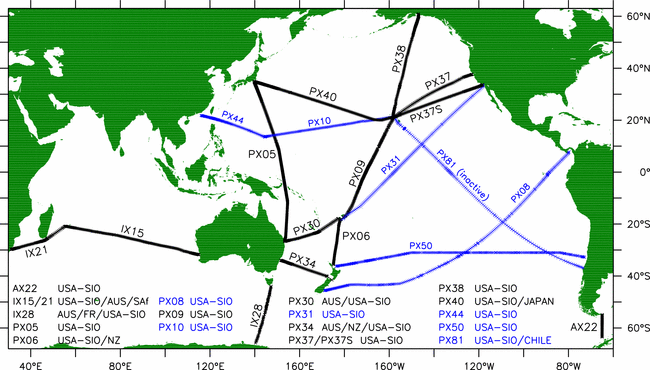 60°N
40°N
20°N
0°
20°S
40°S
60°S
PX38
PX37
PX40
PX37S
PX44
PX10
PX05
PX09
PX31
PX81 (inactive)
PX08
IX15
IX21
PX30
PX06
PX34
PX50
IX28
AX22
AX22 USA-SIO
IX15/21 USA-SIO/AUS/SAf
IX28 AUS/FR/USA-SIO
PX05 USA-SIO
PX06 USA-SIO/NZ
PX08 USA-SIO
PX09 USA-SIO
PX10 USA-SIO
PX30 AUS/USA-SIO
PX31 USA-SIO
PX34 AUS/NZ/USA-SIO
PX37/PX37S USA-SIO
PX38 USA-SIO
PX40 USA-SIO/JAPAN
PX44 USA-SIO
PX50 USA-SIO
PX81 USA-SIO/CHILE
40°E
80°E
120°E
160°E
160°W
120°W
80°W